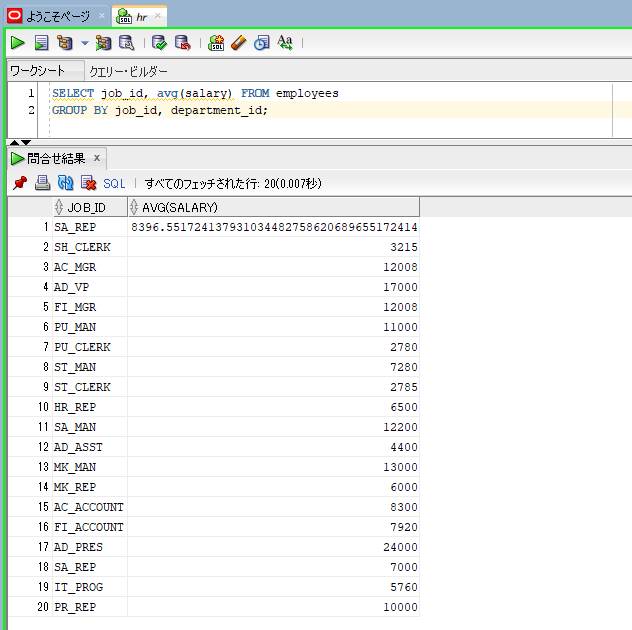 ようこそページ × hr ×
ワークシート クエリー・ビルダー
1 SELECT job_id, avg(salary) FROM employees
2 GROUP BY job_id, department_id;
問合せ結果 ×
SQL | すべてのフェッチされた行: 20(0.007秒)
JOB_ID AVG(SALARY)
1 SA_REP 8396.551724137931034482758620689655172414
2 SH_CLERK 3215
3 AC_MGR 12008
4 AD_VP 17000
5 FI_MGR 12008
6 PU_MAN 11000
7 PU_CLERK 2780
8 ST_MAN 7280
9 ST_CLERK 2785
10 HR_REP 6500
11 SA_MAN 12200
12 AD_ASST 4400
13 MK_MAN 13000
14 MK_REP 6000
15 AC_ACCOUNT 8300
16 FI_ACCOUNT 7920
17 AD_PRES 24000
18 SA_REP 7000
19 IT_PROG 5760
20 PR_REP 10000